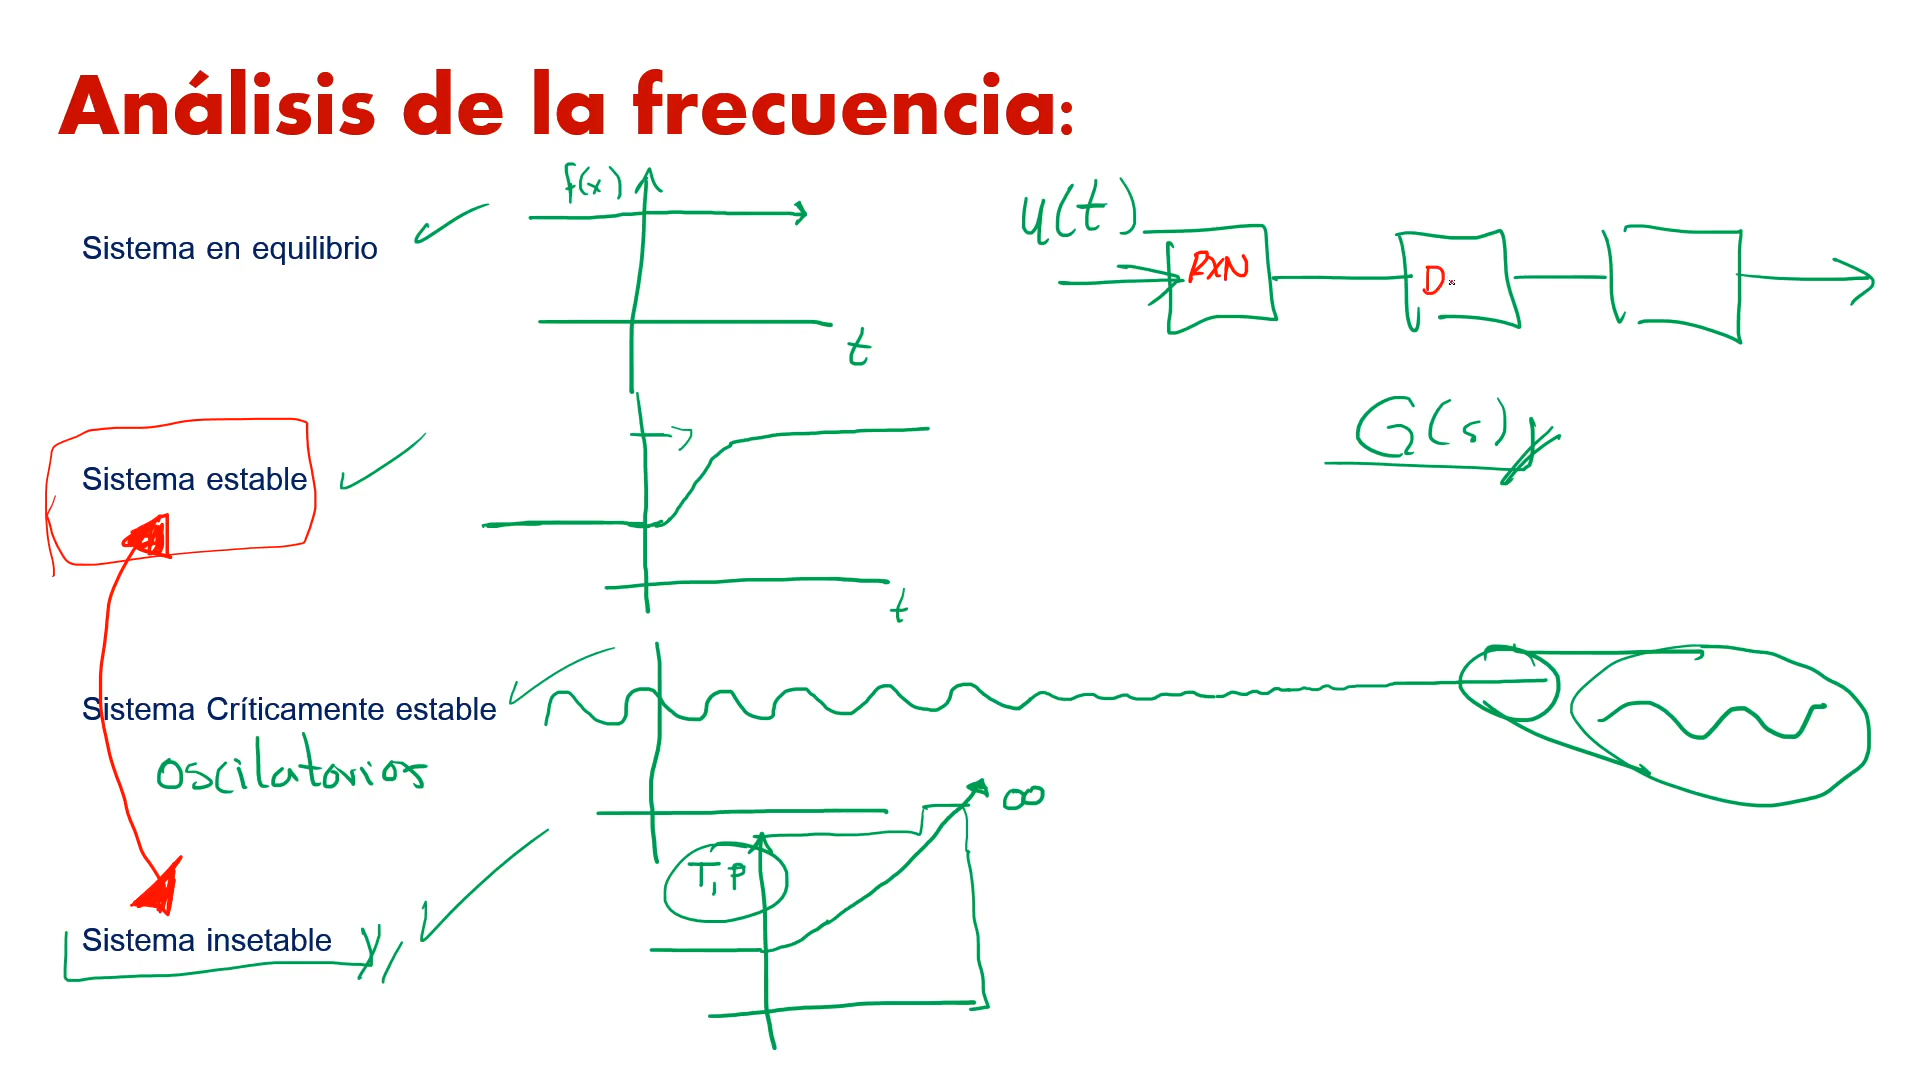 Análisis de la frecuencia:
f(x)
u(t)
Sistema en equilibrio
RXN
D
t
G(s)
Sistema estable
t
Sistema Críticamente estable
oscilatorios
∞
T, P
Sistema insetable